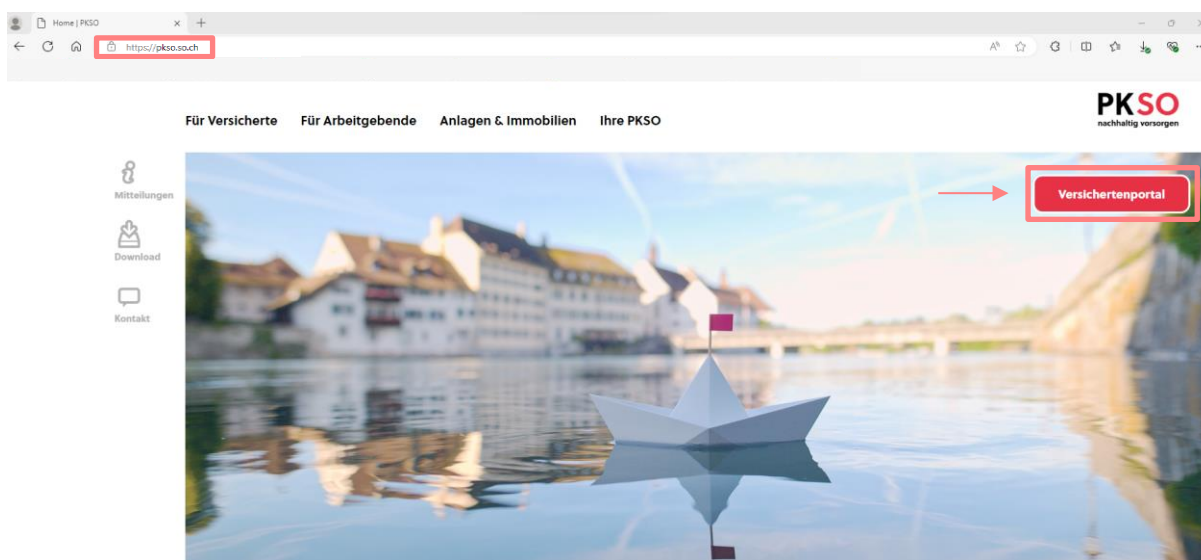 Home | PKSO
https://pkso.so.ch
PKSO
nachhaltig vorsorgen
Für Versicherte Für Arbeitgebende Anlagen & Immobilien Ihre PKSO
Mitteilungen
Versichertenportal
Download
Kontakt